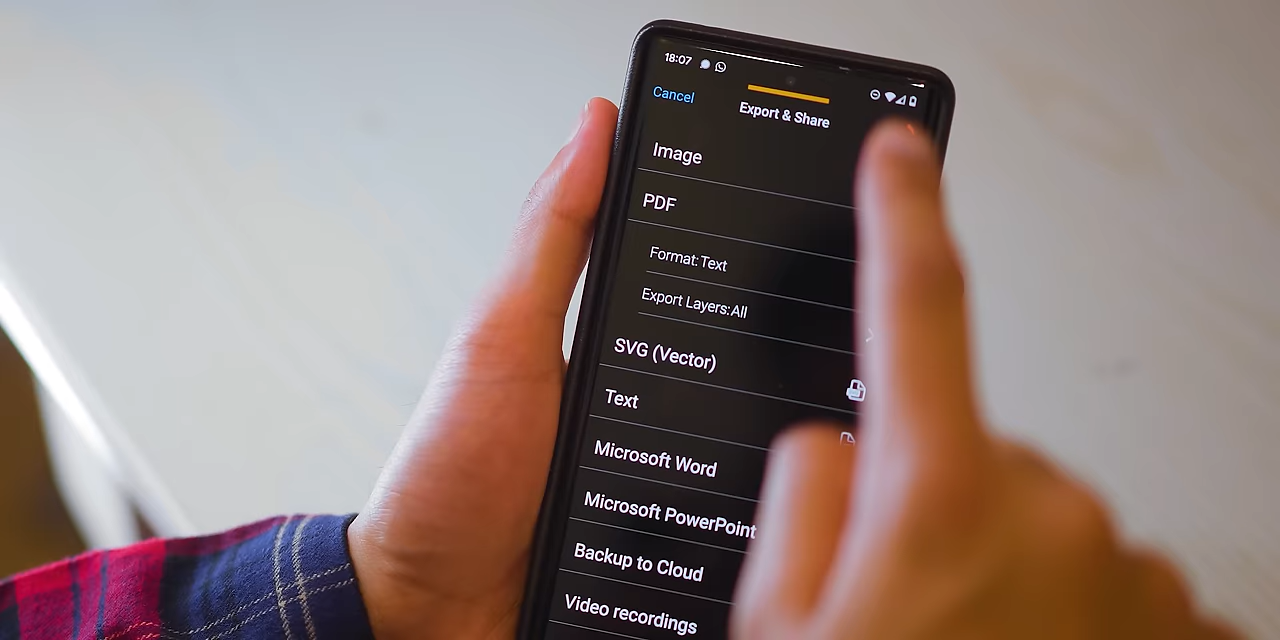 18:07
Cancel
Export & Share
Image
PDF
Format: Text
Export Layers: All
SVG (Vector)
Text
Microsoft Word
Microsoft PowerPoint
Backup to Cloud
Video recordings